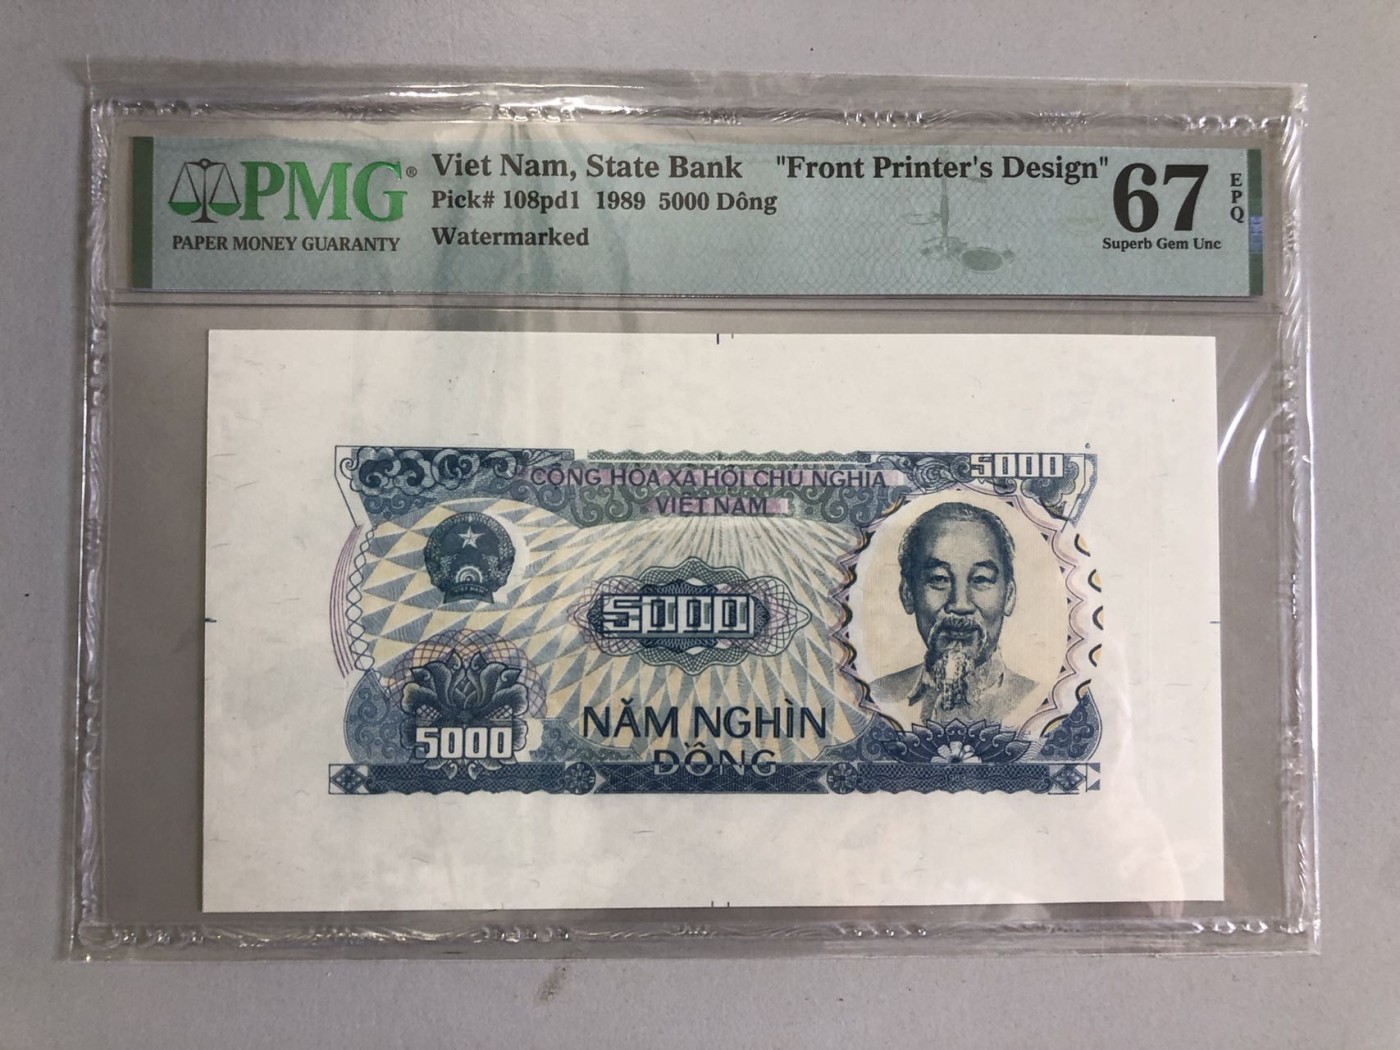 PMG®
PAPER MONEY GUARANTY
Viet Nam, State Bank "Front Printer's Design"
Pick# 108pd1 1989 5000 Dông
Watermarked
67
EPQ
Superb Gem Unc
5000
CỘNG HÒA XÃ HỘI CHỦ NGHĨA
VIỆT NAM
5000
5000
NĂM NGHÌN
ĐỒNG